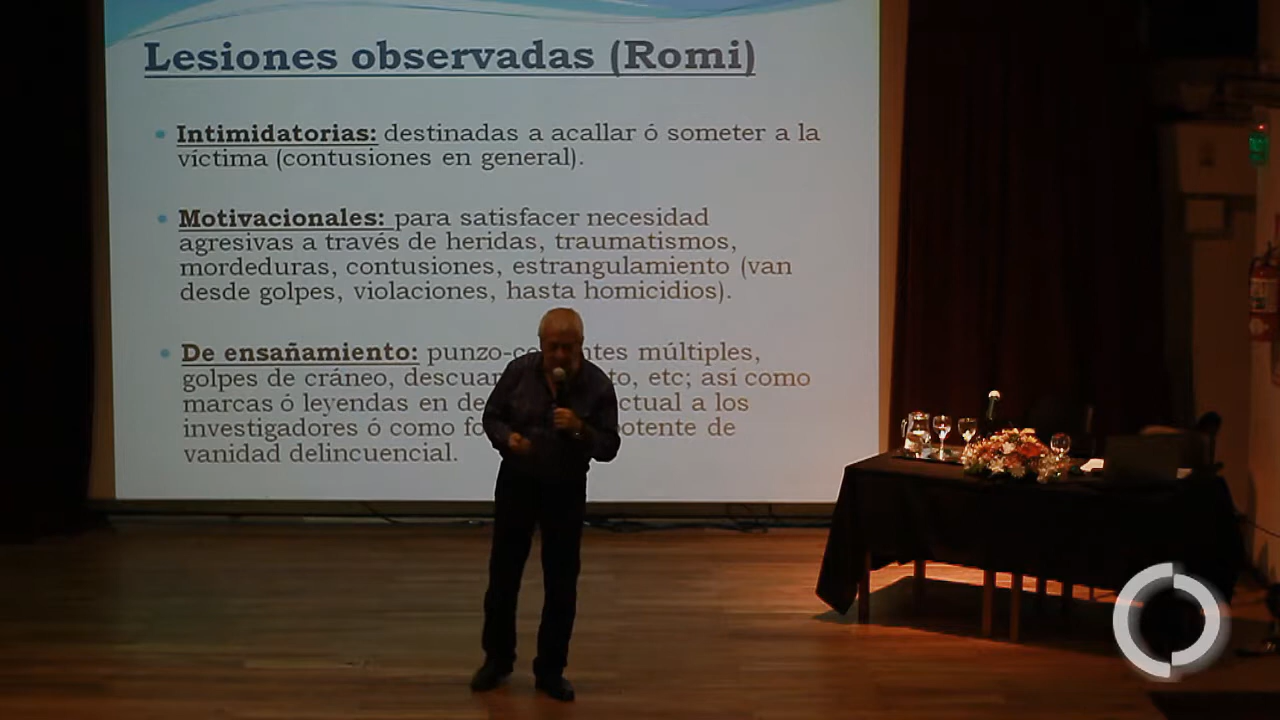 Lesiones observadas (Romi)
Intimidatorias: destinadas a acallar ó someter a la
víctima (contusiones en general).
Motivacionales: para satisfacer necesidad
agresivas a través de heridas, traumatismos,
mordeduras, contusiones, estrangulamiento (van
desde golpes, violaciones, hasta homicidios).
De ensañamiento: múltiples,
golpes de cráneo, etc; así como
marcas ó leyendas en a los
investigadores ó como de
vanidad delincuencial.